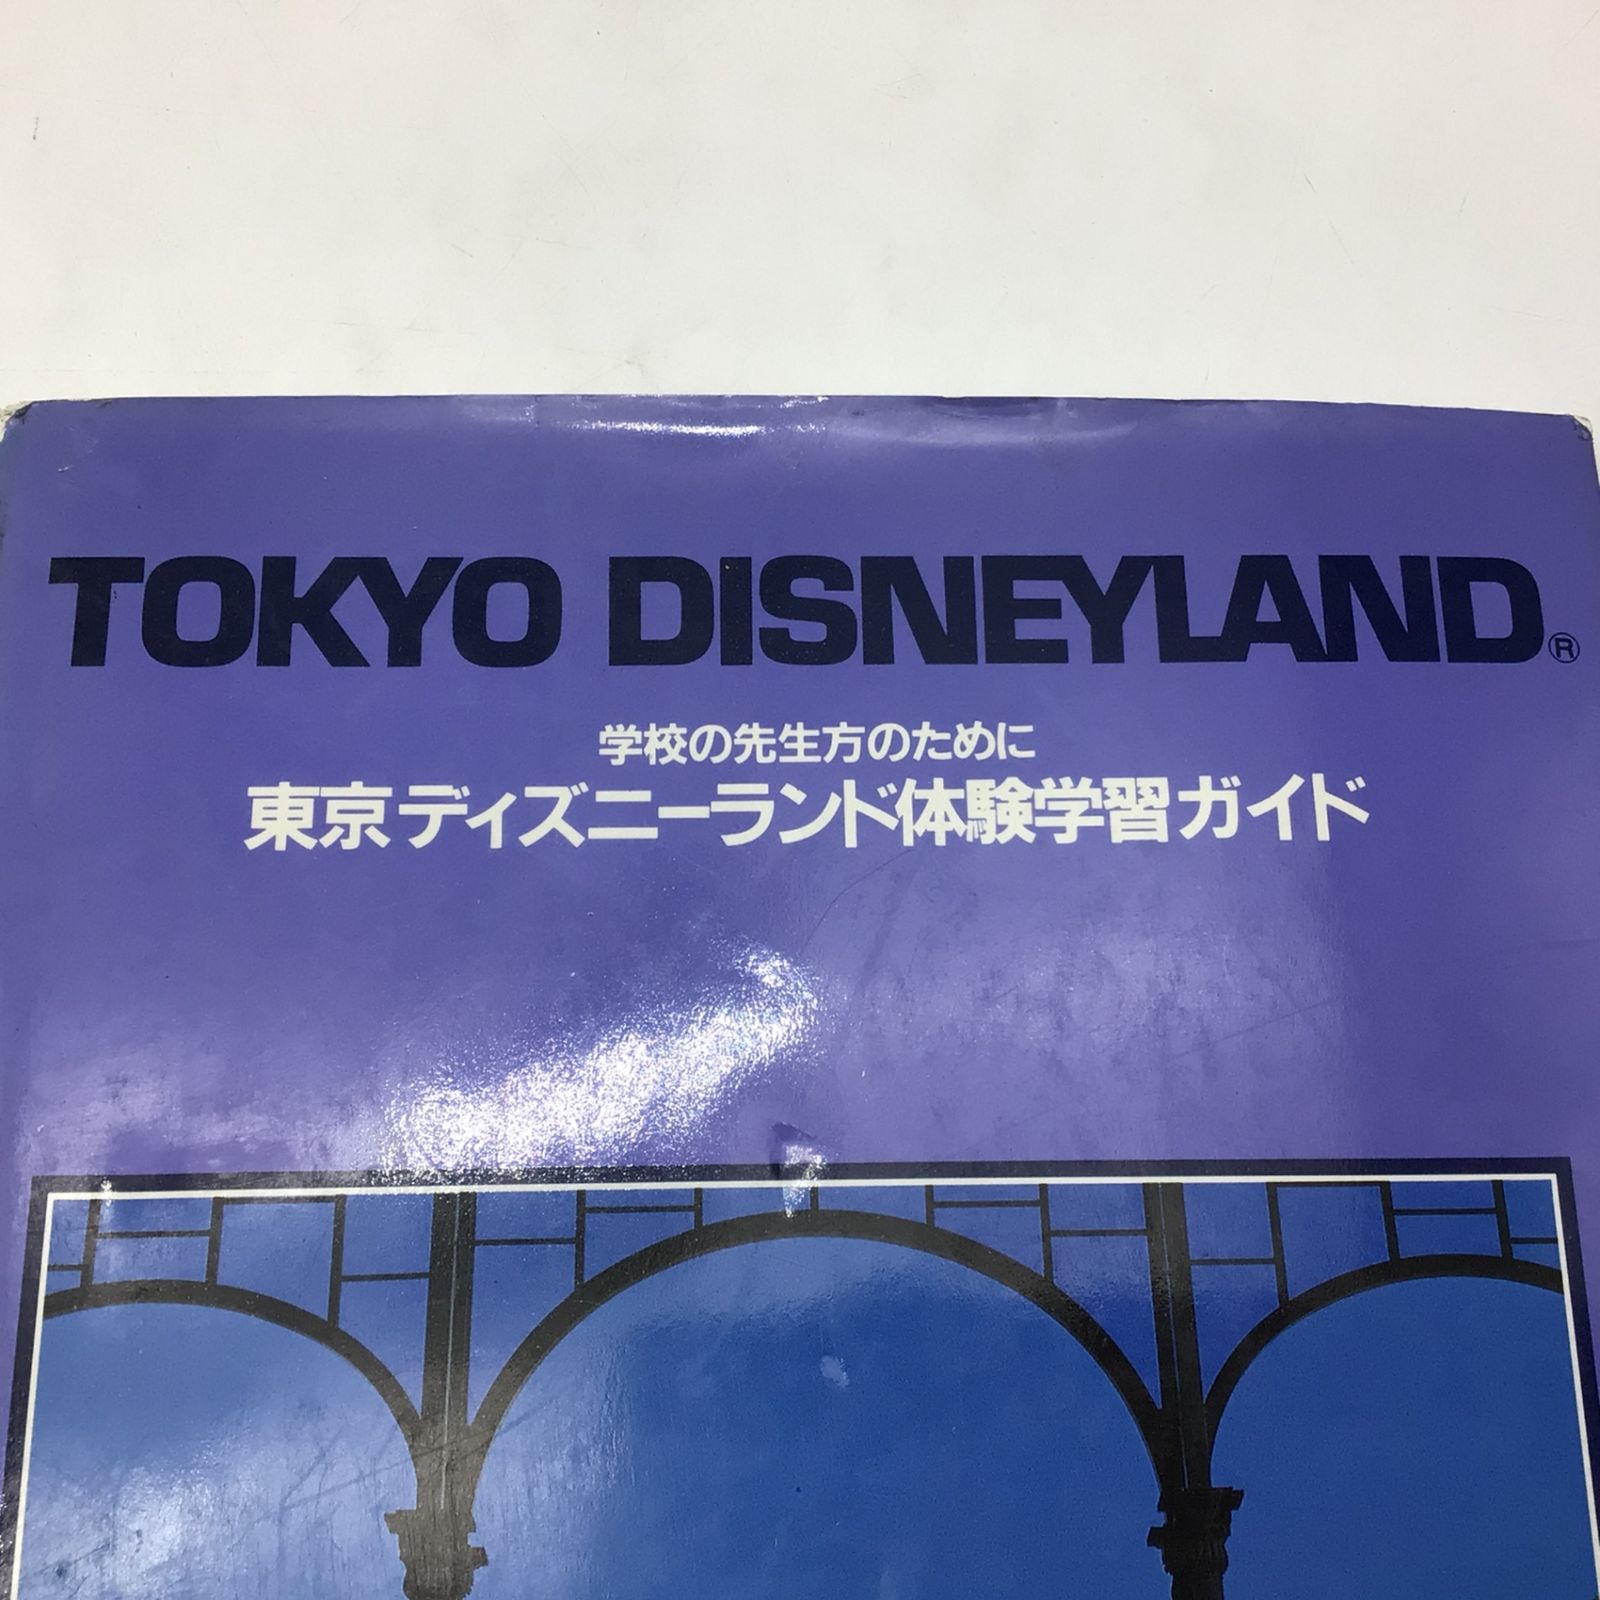 TOKYO DISNEYLAND®
学校の先生方のために
東京ディズニーランド体験学習ガイド